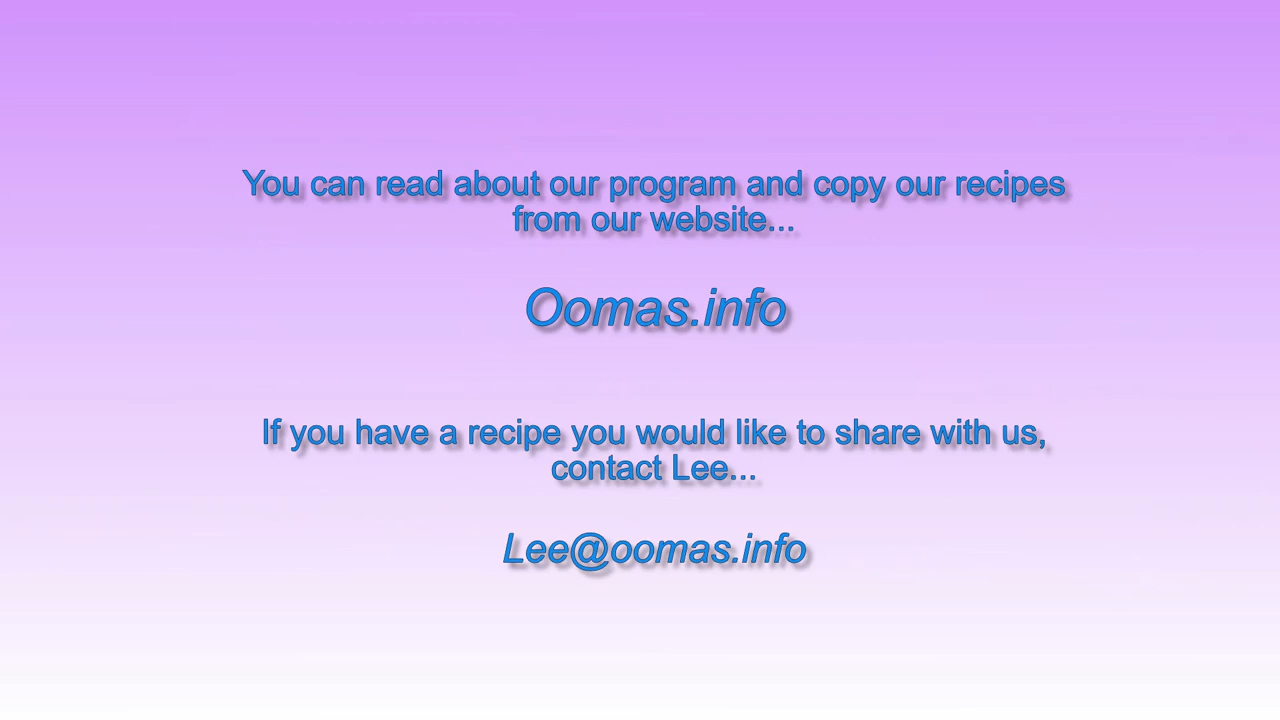 You can read about our program and copy our recipes
from our website...
Oomas.info
If you have a recipe you would like to share with us,
contact Lee...
Lee@oomas.info